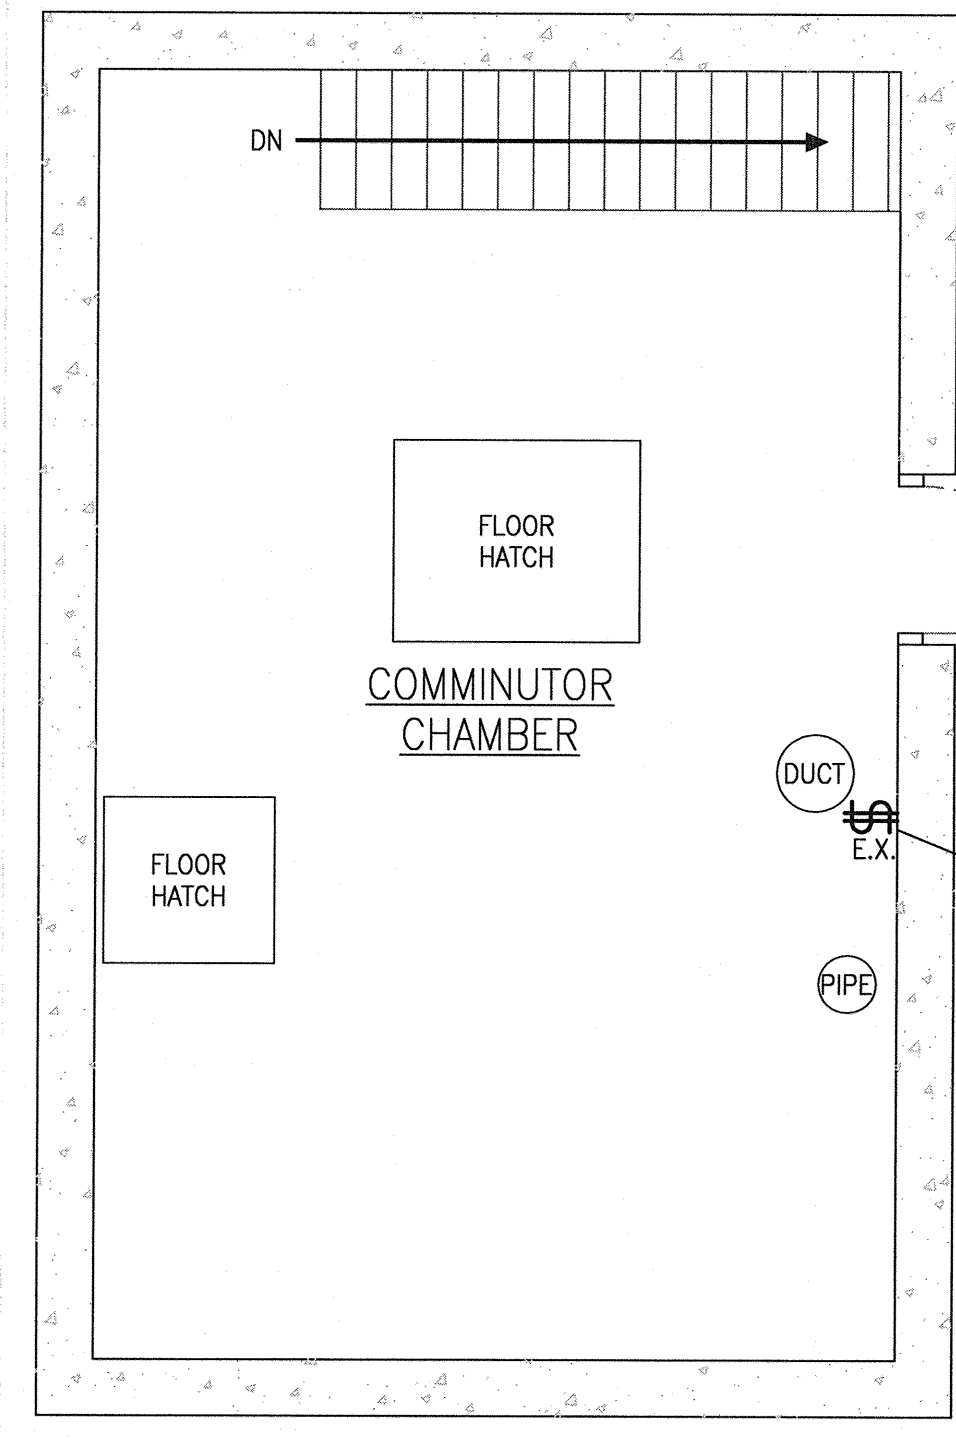 DN
FLOOR
HATCH
COMMINUTOR
CHAMBER
DUCT
E.X.
FLOOR
HATCH
PIPE